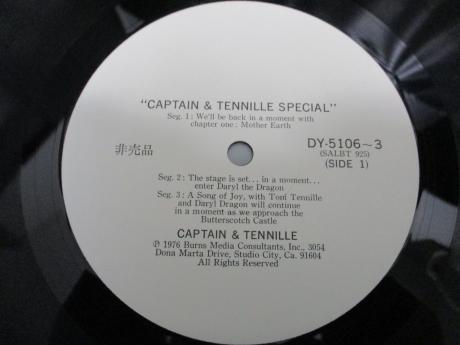 "CAPTAIN & TENNILLE SPECIAL"
Seg. 1: We'll be back in a moment with
chapter one: Mother Earth
非売品
DY-5106~3
(SALBT 925)
(SIDE 1)
Seg. 2: The stage is set... in a moment...
enter Daryl the Dragon
Seg. 3: A Song of Joy, with Toni Tennille
and Daryl Dragon will continue
in a moment as we approach the
Butterscotch Castle
CAPTAIN & TENNILLE
℗ 1976 Burns Media Consultants, Inc., 3054
Dona Marta Drive, Studio City, Ca. 91604
All Rights Reserved